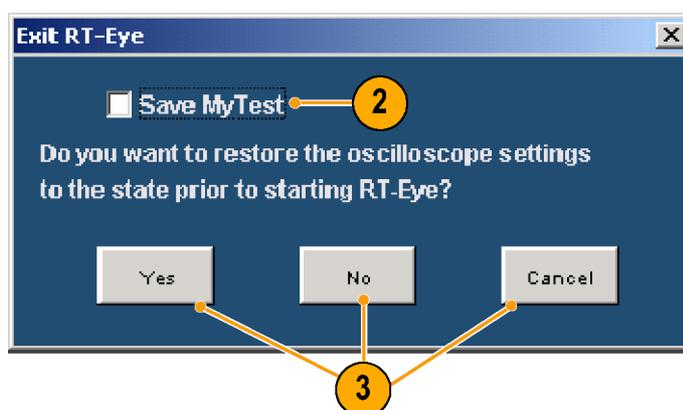 Exit RT-Eye
X
Save MyTest
2
Do you want to restore the oscilloscope settings
to the state prior to starting RT-Eye?
Yes
No
Cancel
3